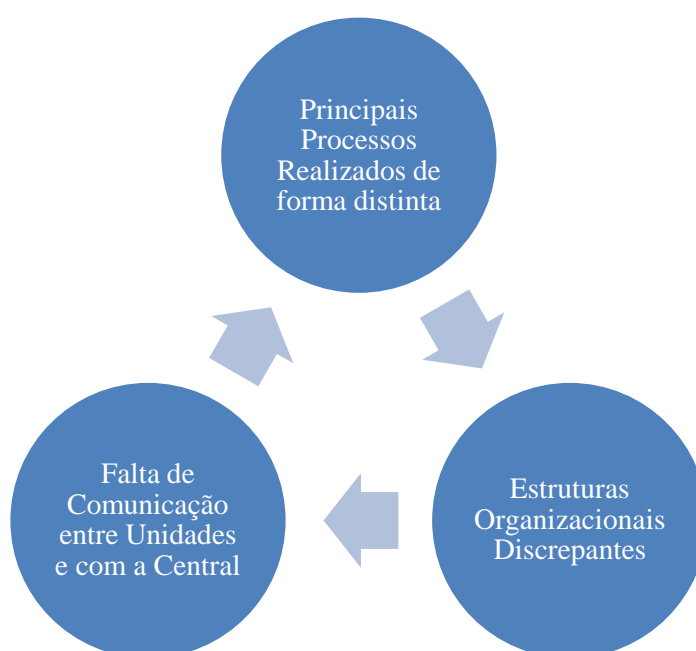 Principais
Processos
Realizados de
forma distinta
Estruturas
Organizacionais
Discrepantes
Falta de
Comunicação
entre Unidades
e com a Central